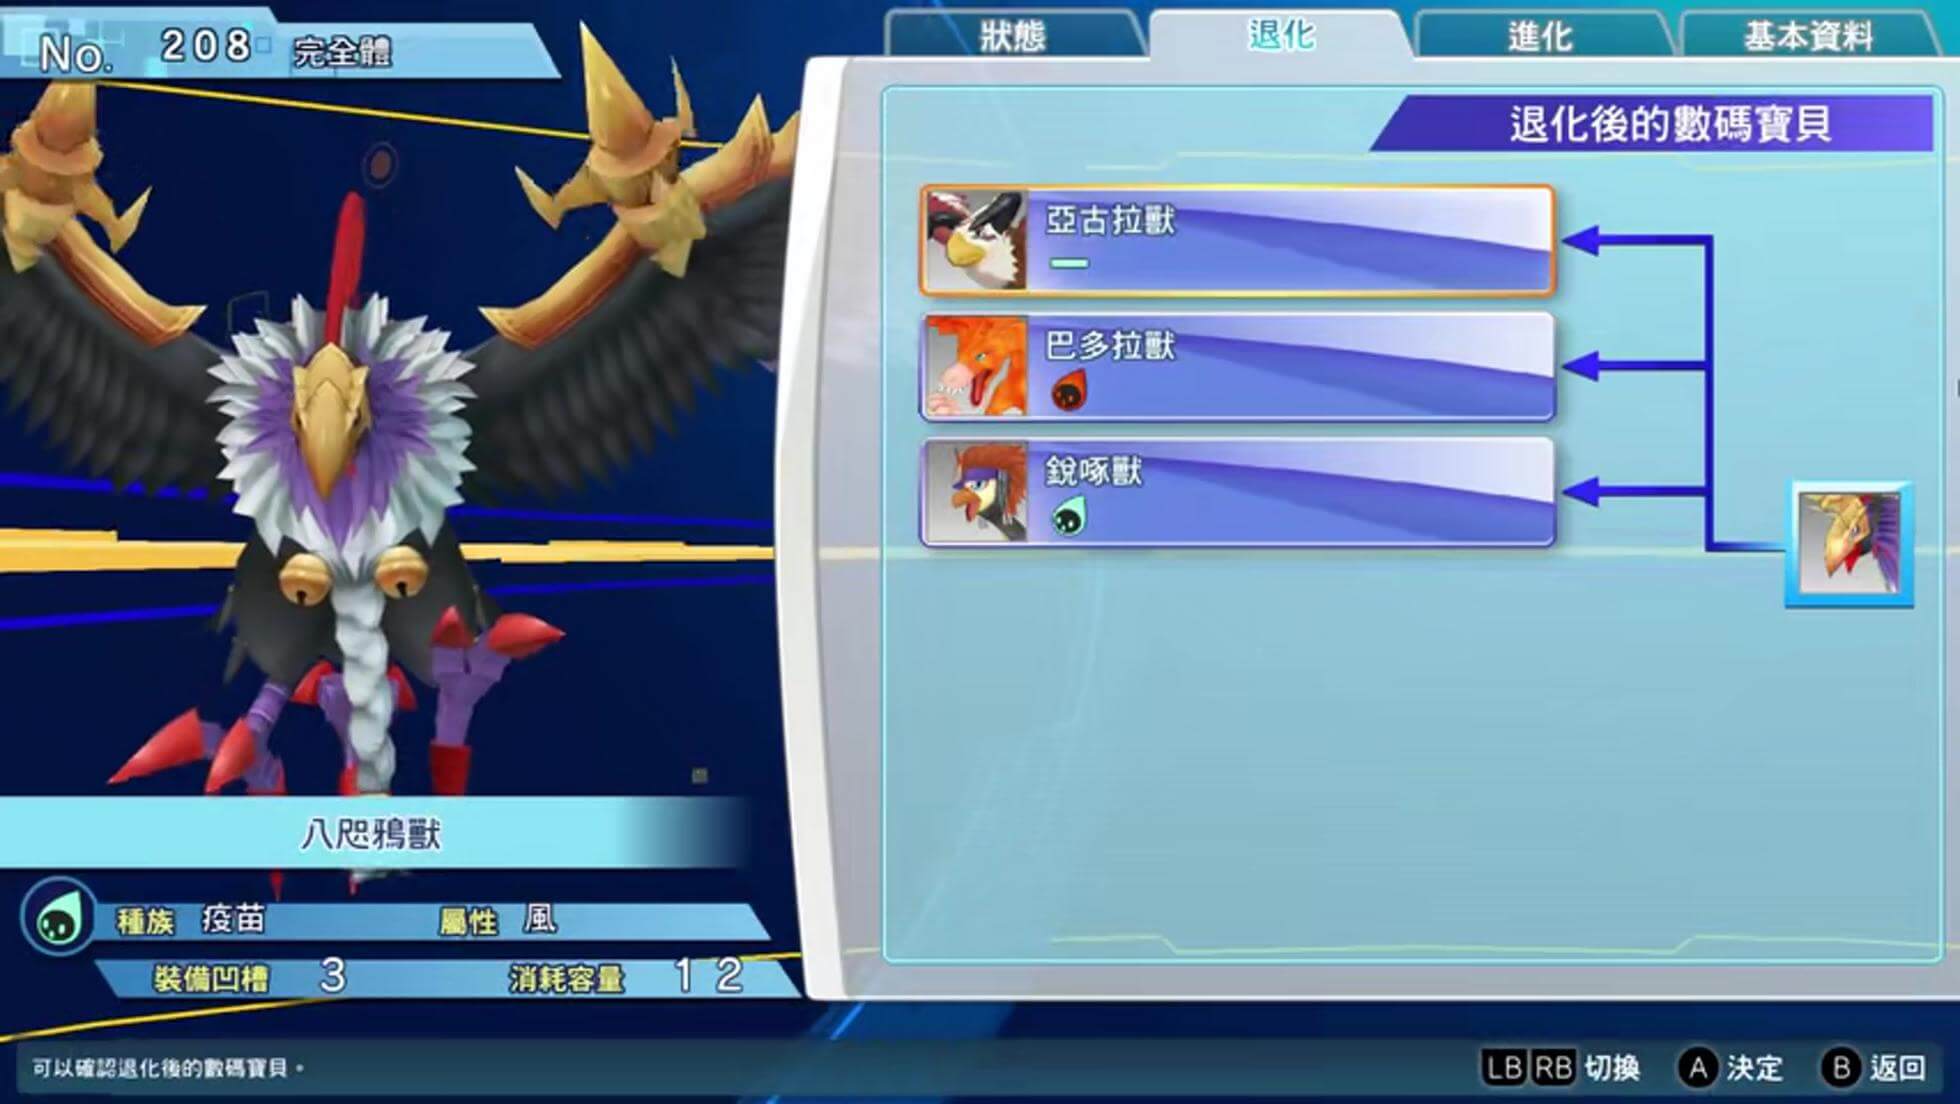 No. 208 完全體
狀態
退化
進化
基本資料
退化後的數碼寶貝
亞古拉獸
巴多拉獸
銳啄獸
八咫鴉獸
種族 疫苗 屬性 風
裝備凹槽 3 消耗容量 12
可以確認退化後的數碼寶貝。
LB RB 切換 A 決定 B 返回